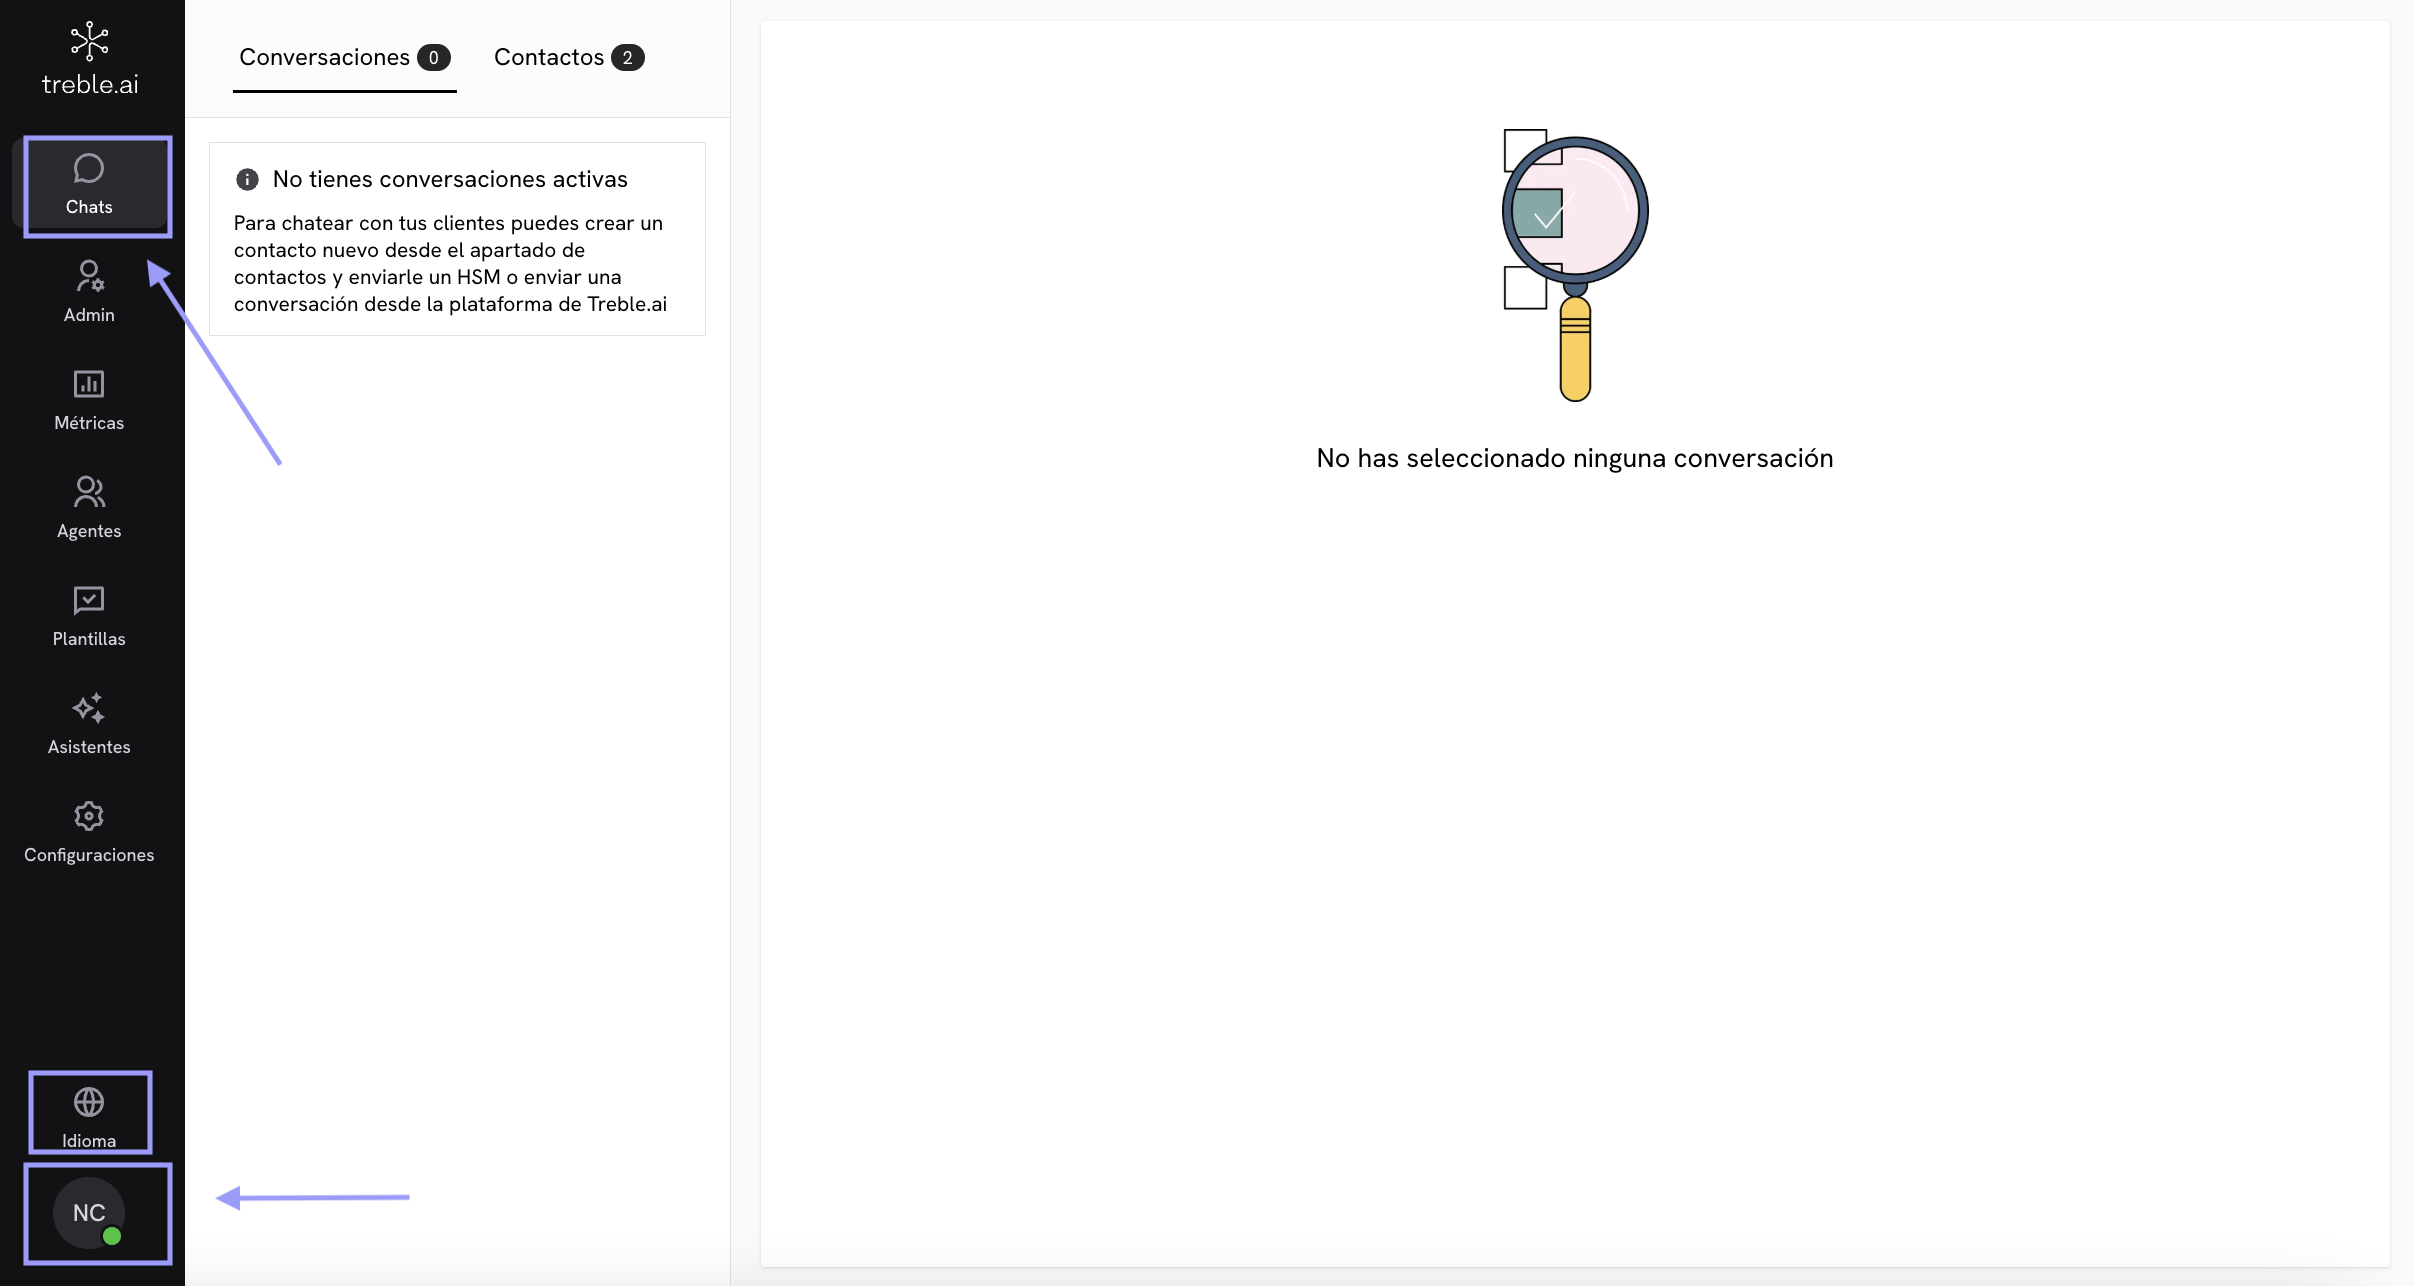 treble.ai
Chats
Admin
Métricas
Agentes
Plantillas
Asistentes
Configuraciones
Idioma
NC
Conversaciones 0
Contactos 2
No tienes conversaciones activas
Para chatear con tus clientes puedes crear un
contacto nuevo desde el apartado de
contactos y enviarle un HSM o enviar una
conversación desde la plataforma de Treble.ai
No has seleccionado ninguna conversación